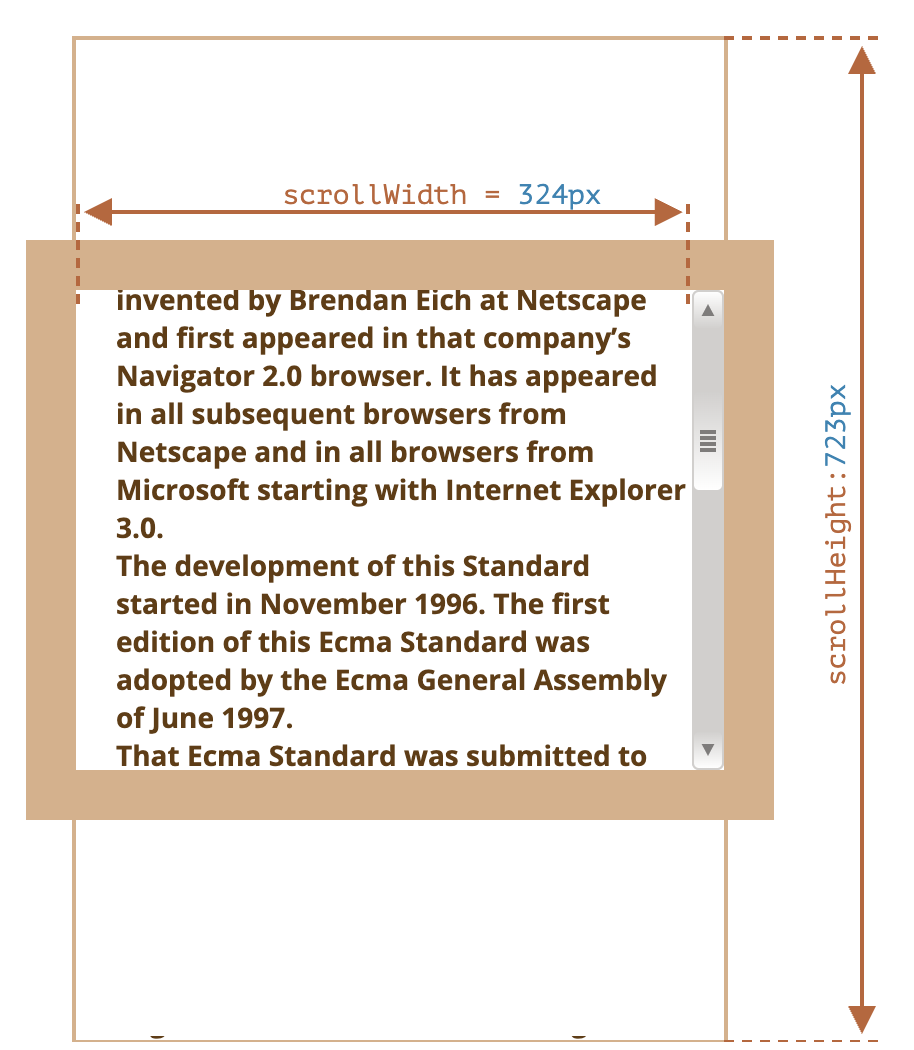 scrollWidth = 324px
invented by Brendan Eich at Netscape
and first appeared in that company’s
Navigator 2.0 browser. It has appeared
in all subsequent browsers from
Netscape and in all browsers from
Microsoft starting with Internet Explorer
3.0.
The development of this Standard
started in November 1996. The first
edition of this Ecma Standard was
adopted by the Ecma General Assembly
of June 1997.
That Ecma Standard was submitted to
scrollHeight:723px